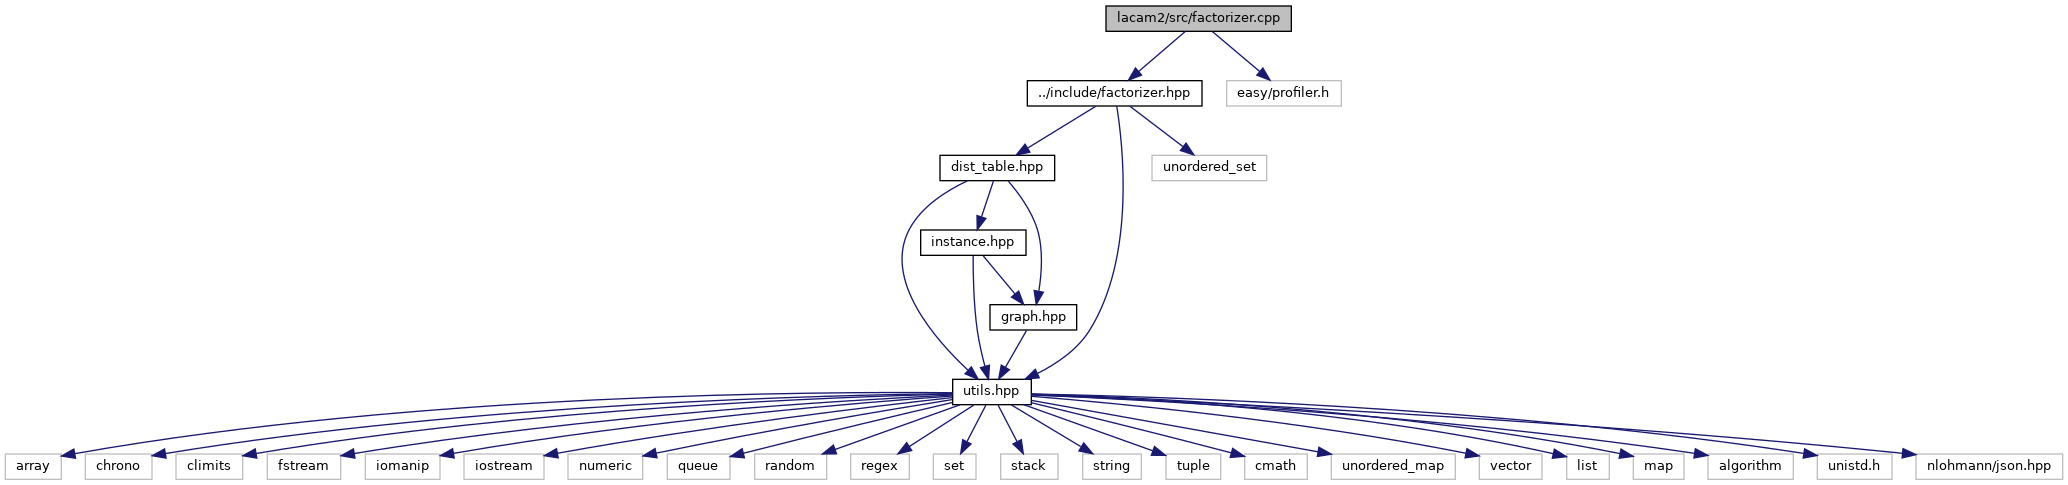 lacam2/src/factorizer.cpp
../include/factorizer.hpp
easy/profiler.h
dist_table.hpp
unordered_set
instance.hpp
graph.hpp
utils.hpp
array
chrono
climits
fstream
iomanip
iostream
numeric
queue
random
regex
set
stack
string
tuple
cmath
unordered_map
vector
list
map
algorithm
unistd.h
nlohmann/json.hpp